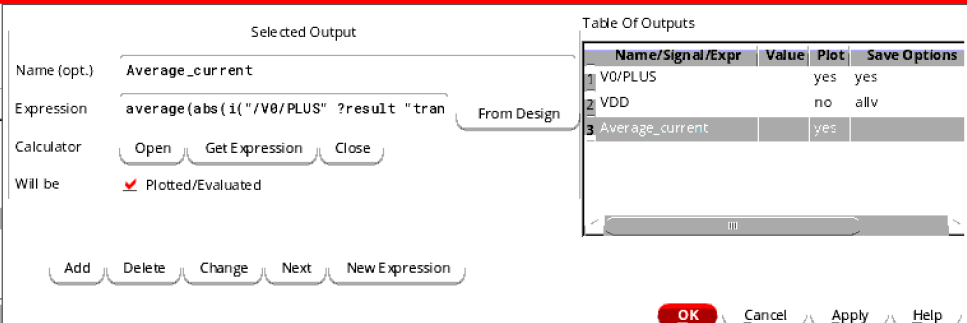 Selected Output
Name (opt.) Average_current
Expression average(abs(i("/V0/PLUS" ?result "tran From Design
Calculator Open Get Expression Close
Will be Plotted/Evaluated
Add Delete Change Next New Expression
Table Of Outputs
Name/Signal/Expr Value Plot Save Options
1 V0/PLUS yes yes
2 VDD no allv
3 Average_current yes
OK Cancel Apply Help